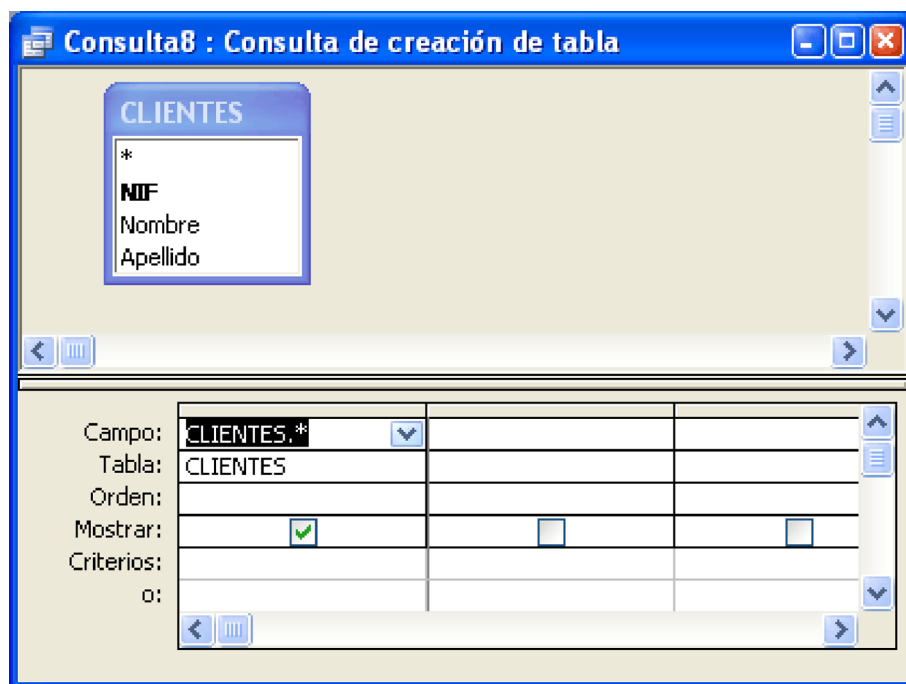 Consulta8 : Consulta de creación de tabla
CLIENTES
*
NIF
Nombre
Apellido
Campo: CLIENTES.*
Tabla: CLIENTES
Orden:
Mostrar:
Criterios:
o: